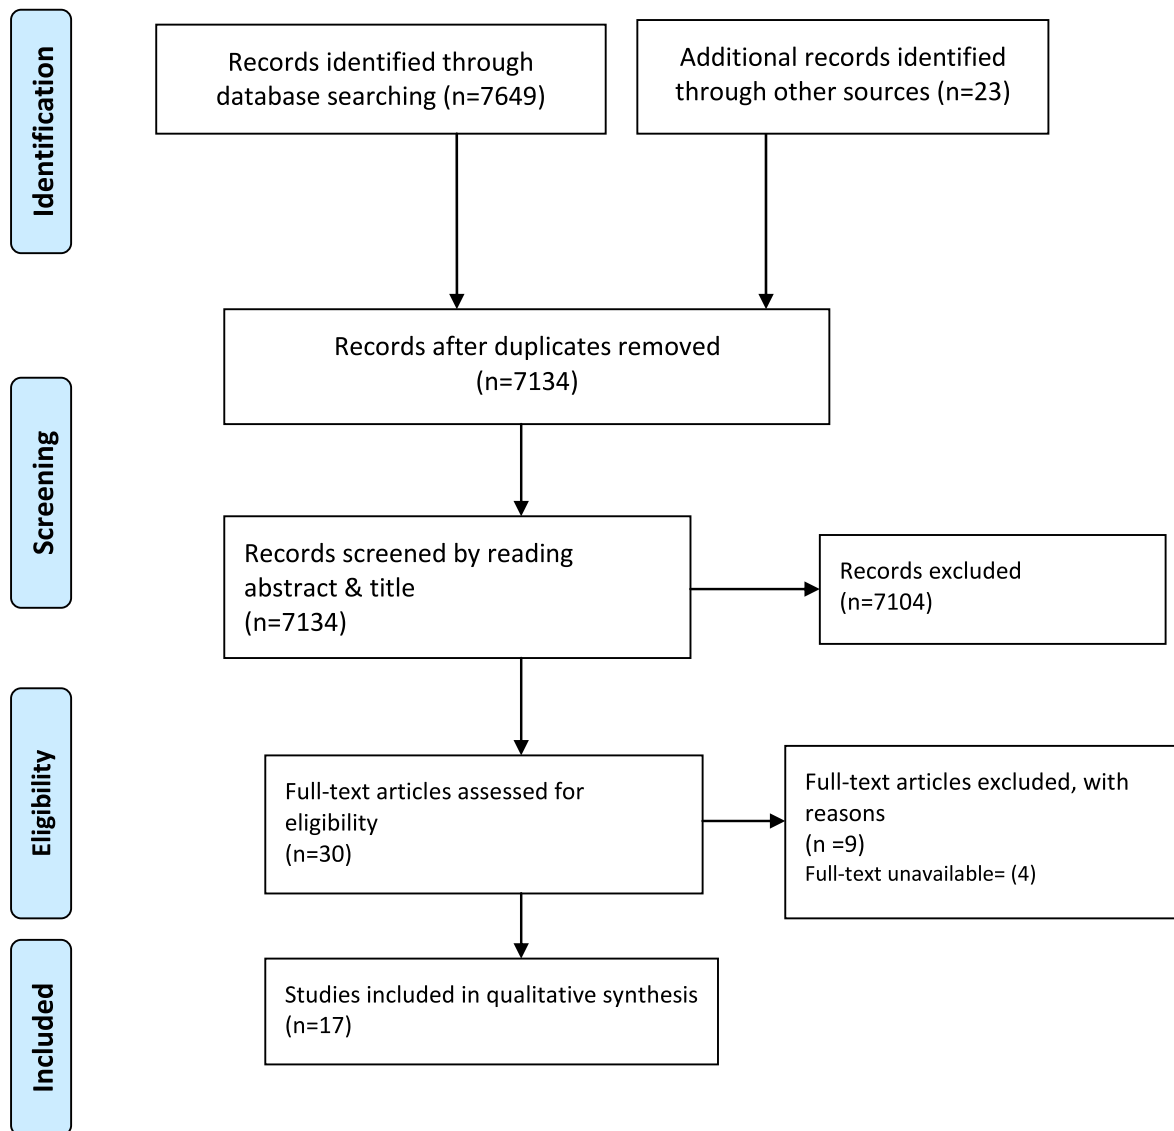 Identification
Records identified through
database searching (n=7649)
Additional records identified
through other sources (n=23)
Records after duplicates removed
(n=7134)
Screening
Records screened by reading
abstract & title
(n=7134)
Records excluded
(n=7104)
Eligibility
Full-text articles assessed for
eligibility
(n=30)
Full-text articles excluded, with
reasons
(n =9)
Full-text unavailable= (4)
Included
Studies included in qualitative synthesis
(n=17)